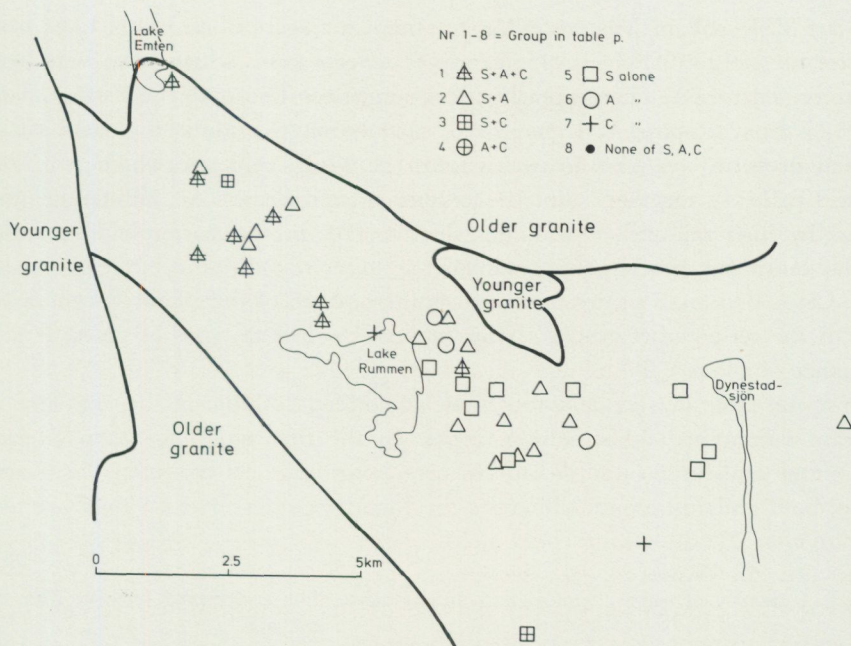 Lake
Emten
Nr 1-8 = Group in table p.
1 S+A+C
2 S+A
3 S+C
4 A+C
5 S alone
6 A "
7 C "
8 None of S, A, C
Younger
granite
Older granite
Younger
granite
Lake
Rummen
Dynestad-
sjön
Older
granite
0 2.5 5km